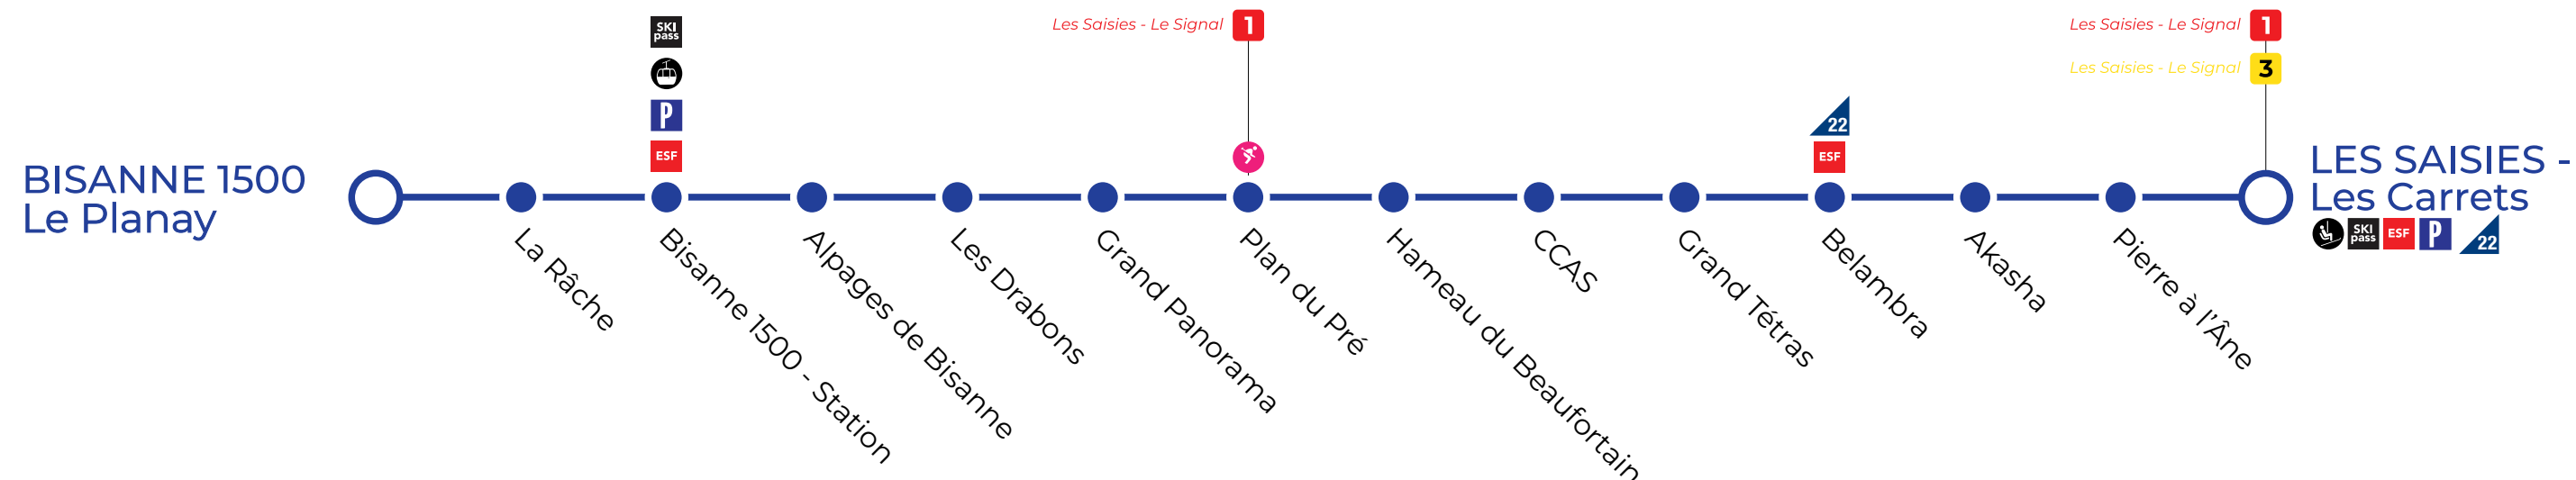 BISANNE 1500
Le Planay
La Râche
SKI
pass
P
ESF
Bisanne 1500 - Station
Alpages de Bisanne
Les Drabons
Grand Panorama
Les Saisies - Le Signal 1
Plan du Pré
Hameau du Beaufortain
CCAS
Grand Tétras
22
ESF
Belambra
Akasha
Pierre à l'Âne
Les Saisies - Le Signal 1
Les Saisies - Le Signal 3
LES SAISIES -
Les Carrets
SKI
pass
ESF
P
22